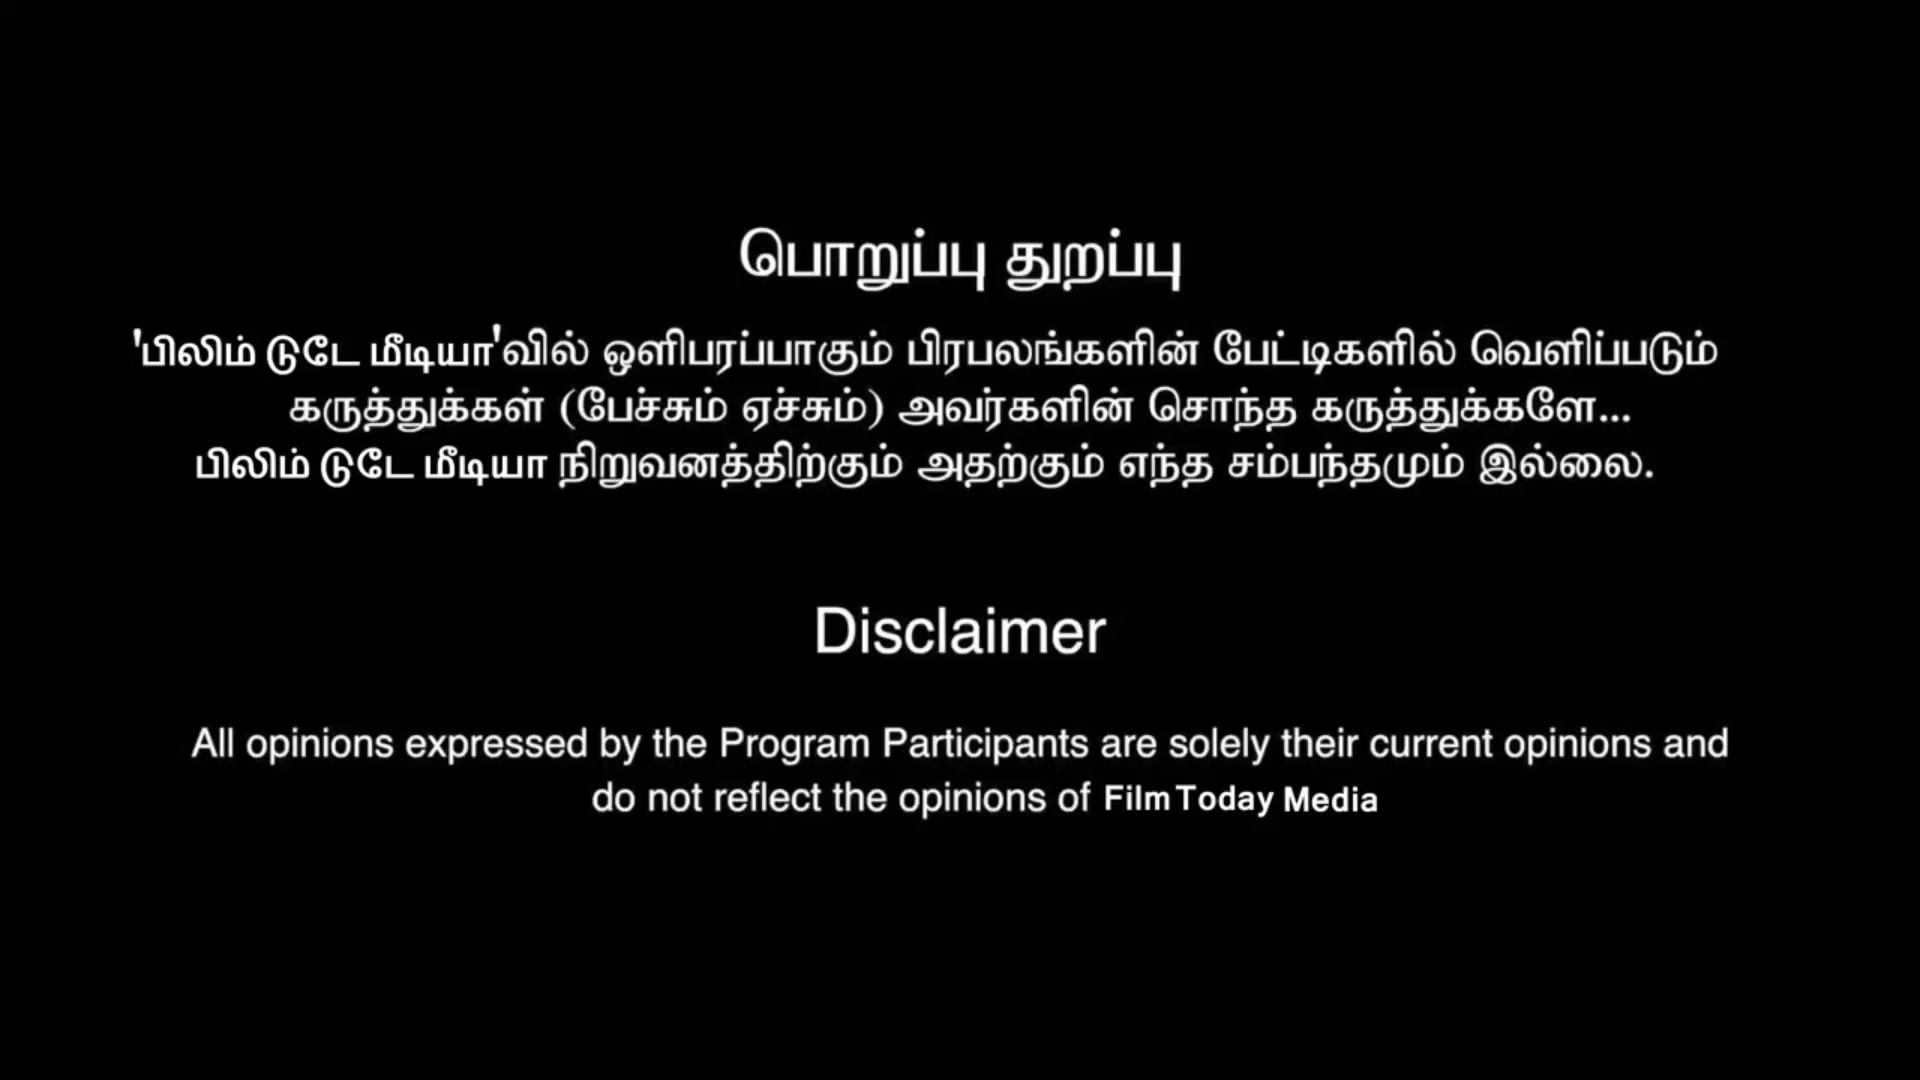 பொறுப்பு துறப்பு
'பிலிம் டுடே மீடியா'வில் ஒளிபரப்பாகும் பிரபலங்களின் பேட்டிகளில் வெளிப்படும்
கருத்துக்கள் (பேச்சும் ஏச்சும்) அவர்களின் சொந்த கருத்துக்களே...
பிலிம் டுடே மீடியா நிறுவனத்திற்கும் அதற்கும் எந்த சம்பந்தமும் இல்லை.
Disclaimer
All opinions expressed by the Program Participants are solely their current opinions and
do not reflect the opinions of Film Today Media